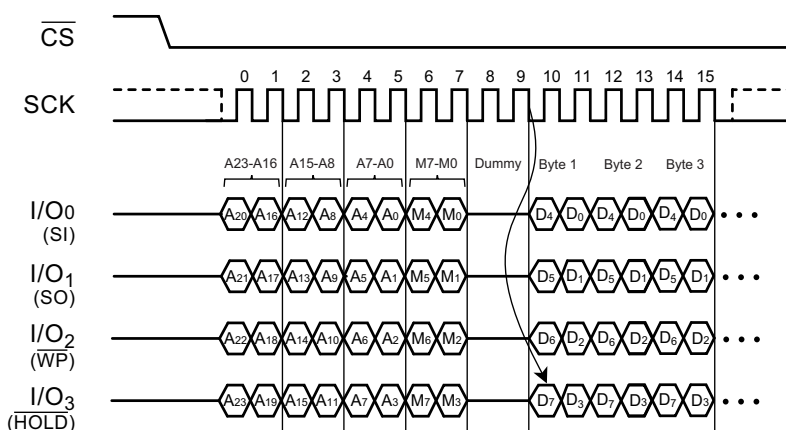 CS
0 1 2 3 4 5 6 7 8 9 10 11 12 13 14 15
SCK
A23-A16 A15-A8 A7-A0 M7-M0 Dummy Byte 1 Byte 2 Byte 3
I/O0 A20 A16 A12 A8 A4 A0 M4 M0 D4 D0 D4 D0 D4 D0 • • •
(SI)
I/O1 A21 A17 A13 A9 A5 A1 M5 M1 D5 D1 D5 D1 D5 D1 • • •
(SO)
I/O2 A22 A18 A14 A10 A6 A2 M6 M2 D6 D2 D6 D2 D6 D2 • • •
(WP)
I/O3 A23 A19 A15 A11 A7 A3 M7 M3 D7 D3 D7 D3 D7 D3 • • •
(HOLD)